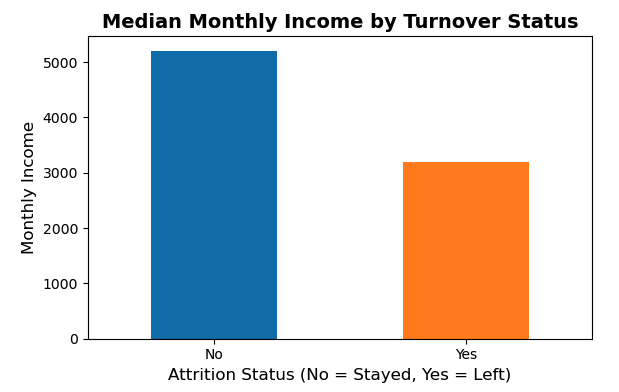 Median Monthly Income by Turnover Status
Monthly Income
5000
4000
3000
2000
1000
0
No
Yes
Attrition Status (No = Stayed, Yes = Left)